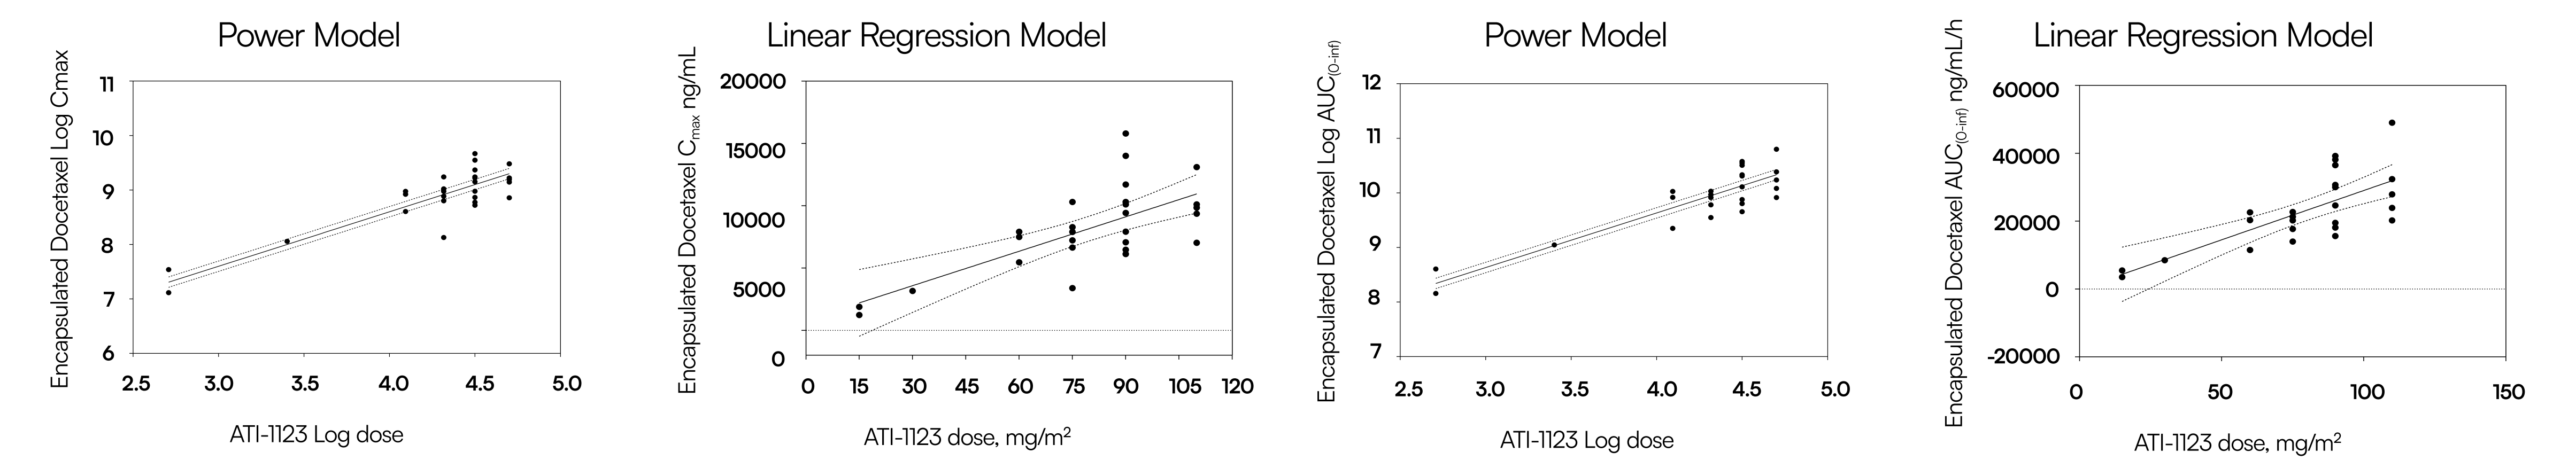 Power Model
Encapsulated Docetaxel Log Cmax
11
10
9
8
7
6
2.5 3.0 3.5 4.0 4.5 5.0
ATI-1123 Log dose
Linear Regression Model
Encapsulated Docetaxel Cmax ng/mL
20000
15000
10000
5000
0
0 15 30 45 60 75 90 105 120
ATI-1123 dose, mg/m²
Power Model
Encapsulated Docetaxel Log AUC(0-inf)
12
11
10
9
8
7
2.5 3.0 3.5 4.0 4.5 5.0
ATI-1123 Log dose
Linear Regression Model
Encapsulated Docetaxel AUC(0-inf) ng/mL/h
60000
40000
20000
0
-20000
0 50 100 150
ATI-1123 dose, mg/m²